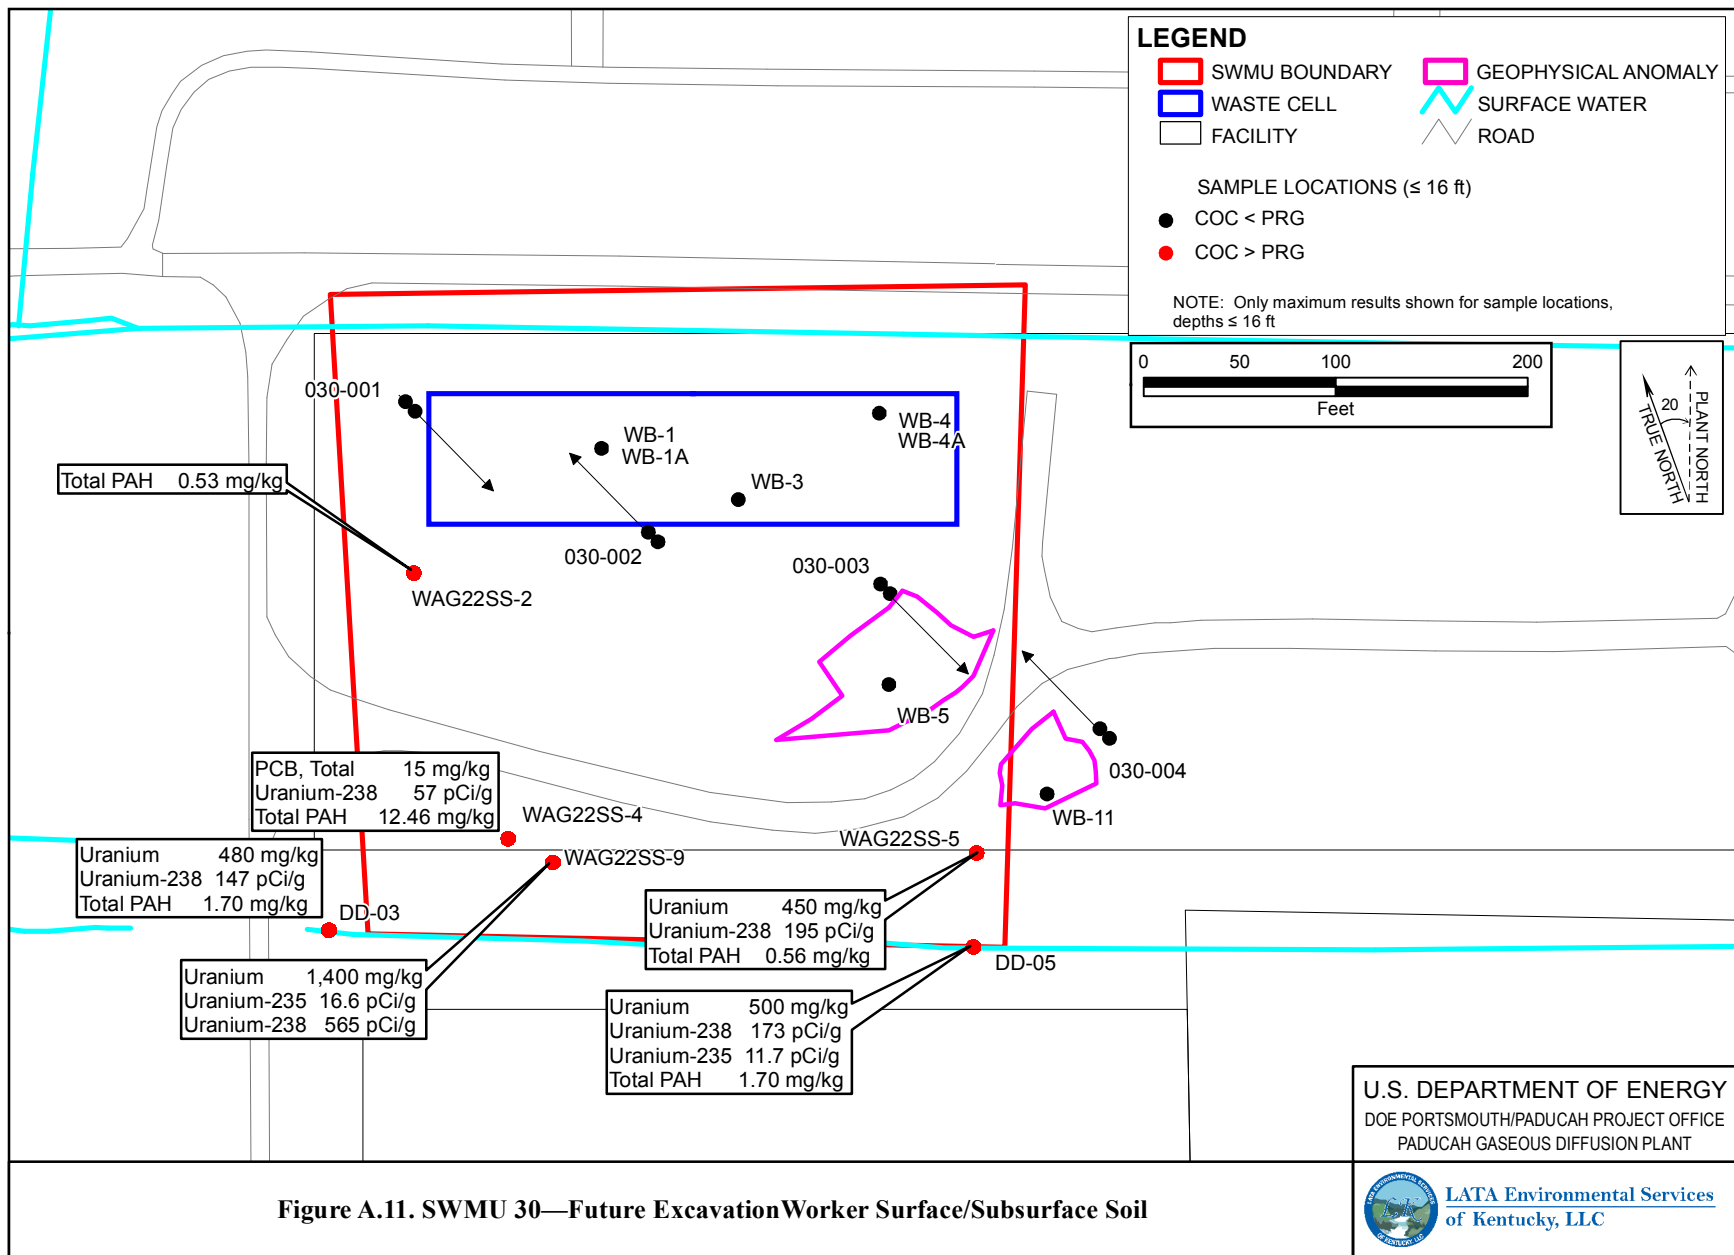 LEGEND
SWMU BOUNDARY
GEOPHYSICAL ANOMALY
WASTE CELL
SURFACE WATER
FACILITY
ROAD
SAMPLE LOCATIONS (≤ 16 ft)
COC < PRG
COC > PRG
NOTE: Only maximum results shown for sample locations,
depths ≤ 16 ft
0 50 100 200
Feet
20
TRUE NORTH
PLANT NORTH
030-001
WB-4
WB-4A
WB-1
WB-1A
WB-3
Total PAH 0.53 mg/kg
030-002
030-003
WAG22SS-2
WB-5
030-004
PCB, Total 15 mg/kg
Uranium-238 57 pCi/g
Total PAH 12.46 mg/kg
WAG22SS-4
WB-11
WAG22SS-5
WAG22SS-9
Uranium 480 mg/kg
Uranium-238 147 pCi/g
Total PAH 1.70 mg/kg
DD-03
Uranium 450 mg/kg
Uranium-238 195 pCi/g
Total PAH 0.56 mg/kg
DD-05
Uranium 1,400 mg/kg
Uranium-235 16.6 pCi/g
Uranium-238 565 pCi/g
Uranium 500 mg/kg
Uranium-238 173 pCi/g
Uranium-235 11.7 pCi/g
Total PAH 1.70 mg/kg
U.S. DEPARTMENT OF ENERGY
DOE PORTSMOUTH/PADUCAH PROJECT OFFICE
PADUCAH GASEOUS DIFFUSION PLANT
Figure A.11. SWMU 30—Future ExcavationWorker Surface/Subsurface Soil
LATA ENVIRONMENTAL SERVICES
LK
OF KENTUCKY, LLC
LATA Environmental Services
of Kentucky, LLC